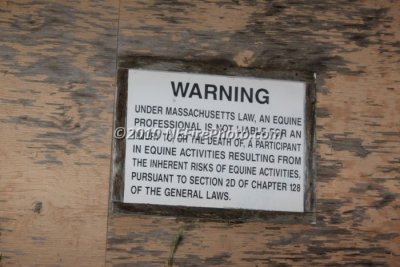 WARNING
UNDER MASSACHUSETTS LAW, AN EQUINE
PROFESSIONAL IS NOT LIABLE FOR AN
INJURY TO, OR THE DEATH OF, A PARTICIPANT
IN EQUINE ACTIVITIES RESULTING FROM
THE INHERENT RISKS OF EQUINE ACTIVITIES,
PURSUANT TO SECTION 2D OF CHAPTER 128
OF THE GENERAL LAWS.